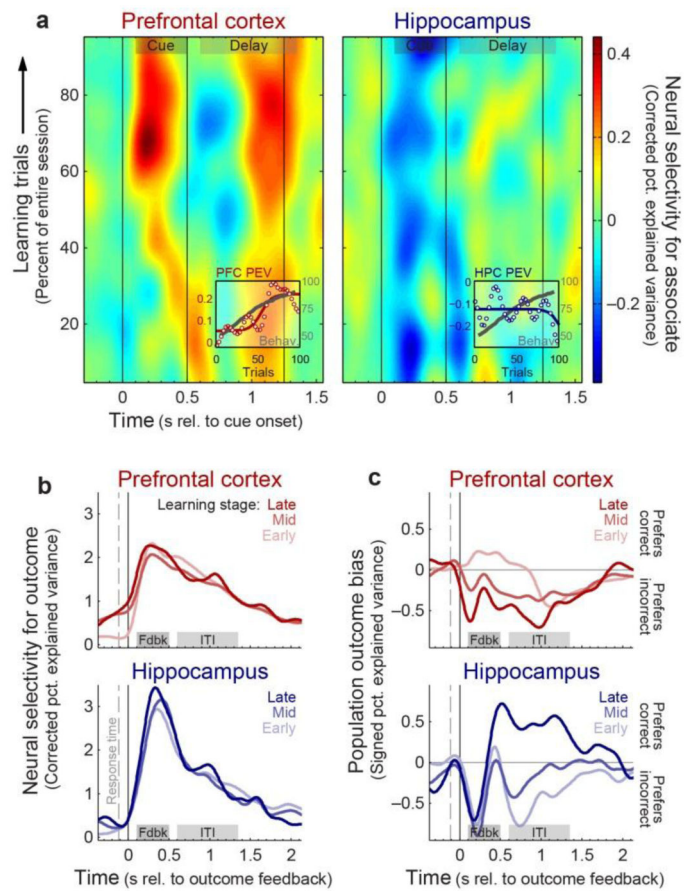 Prefrontal cortex
Hippocampus
a
Cue
Delay
Cue
Delay
Learning trials
(Percent of entire session)
80
60
40
20
PFC PEV
100
75
50
0.2
0.1
0
Behav.
0
50
100
Trials
HPC PEV
100
75
50
0
-0.1
-0.2
Behav.
0
50
100
Trials
0
0.5
1
1.5
0
0.5
1
1.5
Time (s rel. to cue onset)
0.4
0.2
0
-0.2
Neural selectivity for associate
(Corrected pct. explained variance)
b
Prefrontal cortex
Learning stage: Late
Mid
Early
3
2
1
0
Fdbk
ITI
Hippocampus
Late
Mid
Early
3
2
1
0
Response time
Fdbk
ITI
0
0.5
1
1.5
2
Neural selectivity for outcome
(Corrected pct. explained variance)
Time (s rel. to outcome feedback)
c
Prefrontal cortex
Late
Mid
Early
0.5
0
-0.5
Prefers
correct
Prefers
incorrect
Fdbk
ITI
Hippocampus
Late
Mid
Early
0.5
0
-0.5
Prefers
correct
Prefers
incorrect
Fdbk
ITI
0
0.5
1
1.5
2
Population outcome bias
(Signed pct. explained variance)
Time (s rel. to outcome feedback)